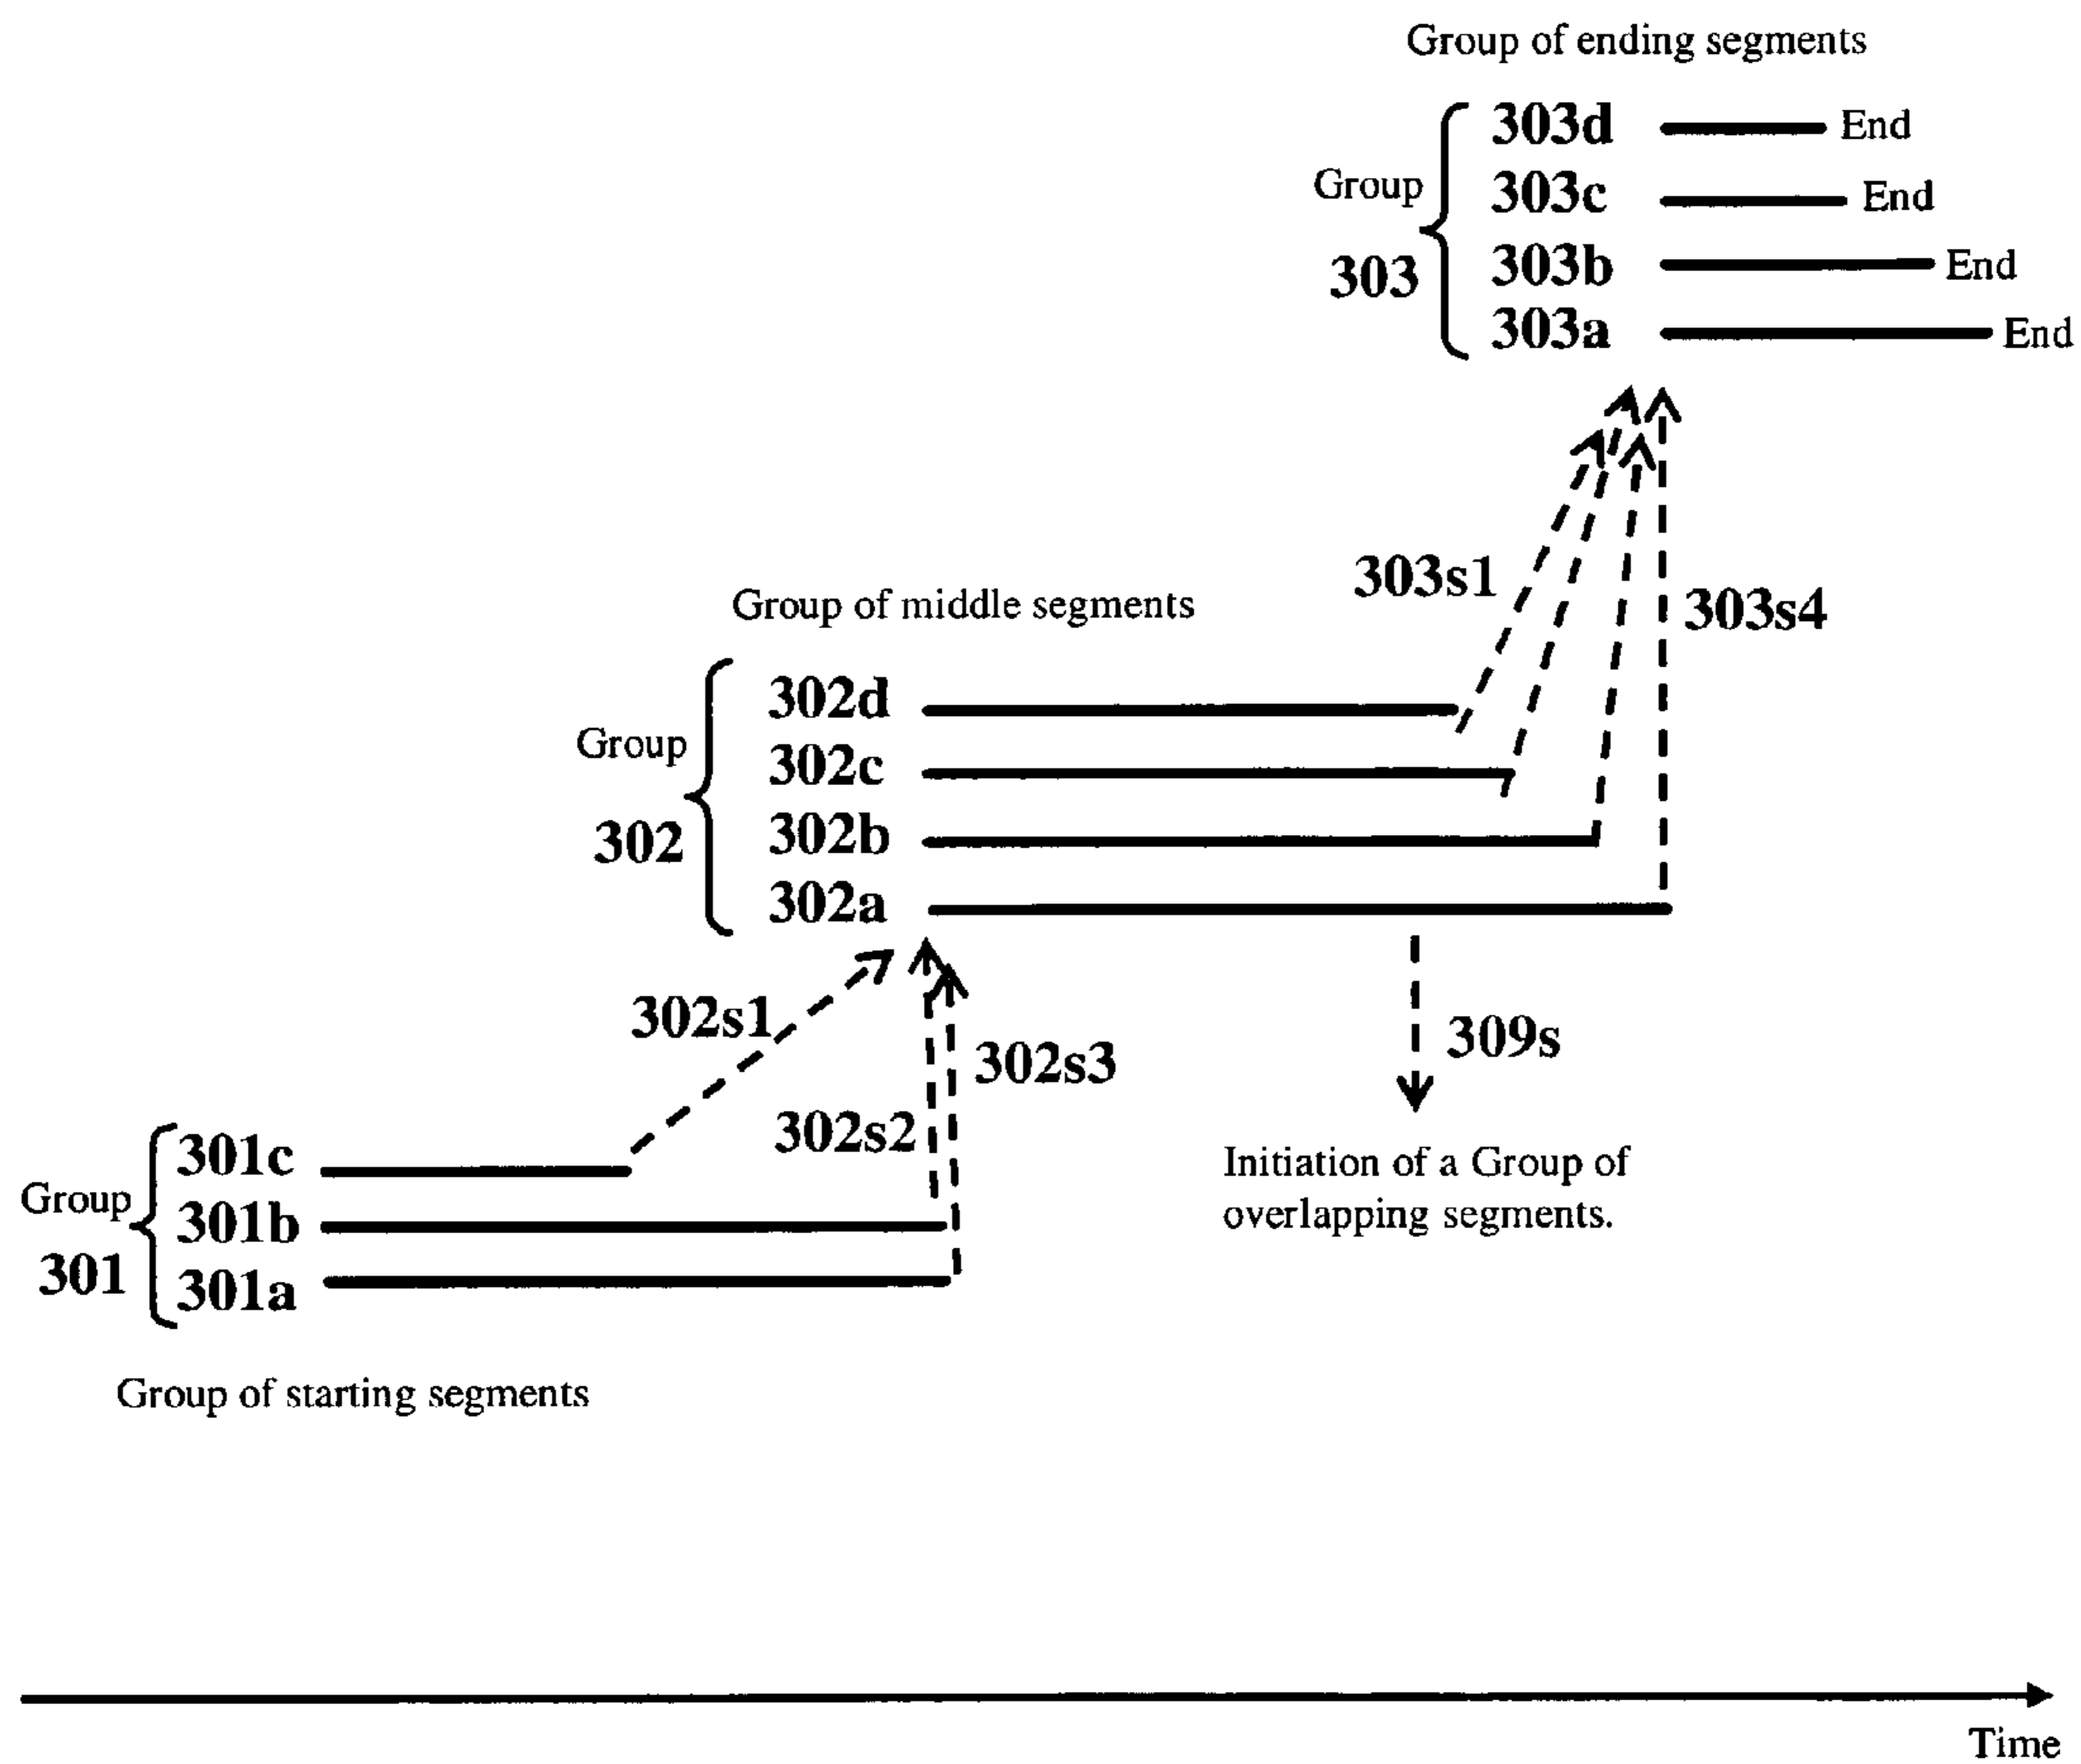 Group of ending segments
303d End
Group
303c End
303b End
303
303a End
303s1
303s4
Group of middle segments
302d
Group
302c
302b
302
302a
302s1
309s
302s3
302s2
Initiation of a Group of
overlapping segments.
301c
Group
301b
301
301a
Group of starting segments
Time